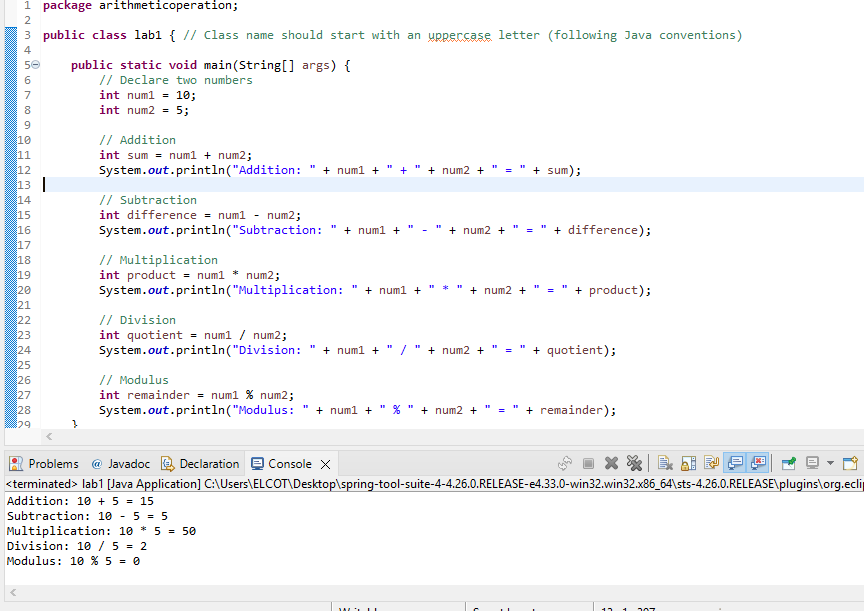 1 package arithmeticoperation;
2
3 public class lab1 { // Class name should start with an uppercase letter (following Java conventions)
4
5 public static void main(String[] args) {
6 // Declare two numbers
7 int num1 = 10;
8 int num2 = 5;
9
10 // Addition
11 int sum = num1 + num2;
12 System.out.println("Addition: " + num1 + " + " + num2 + " = " + sum);
13
14 // Subtraction
15 int difference = num1 - num2;
16 System.out.println("Subtraction: " + num1 + " - " + num2 + " = " + difference);
17
18 // Multiplication
19 int product = num1 * num2;
20 System.out.println("Multiplication: " + num1 + " * " + num2 + " = " + product);
21
22 // Division
23 int quotient = num1 / num2;
24 System.out.println("Division: " + num1 + " / " + num2 + " = " + quotient);
25
26 // Modulus
27 int remainder = num1 % num2;
28 System.out.println("Modulus: " + num1 + " % " + num2 + " = " + remainder);
29 }
Problems @ Javadoc Declaration Console
<terminated> lab1 [Java Application] C:\Users\ELCOT\Desktop\spring-tool-suite-4-4.26.0.RELEASE-e4.33.0-win32.win32.x86_64\sts-4.26.0.RELEASE\plugins\org.eclip
Addition: 10 + 5 = 15
Subtraction: 10 - 5 = 5
Multiplication: 10 * 5 = 50
Division: 10 / 5 = 2
Modulus: 10 % 5 = 0